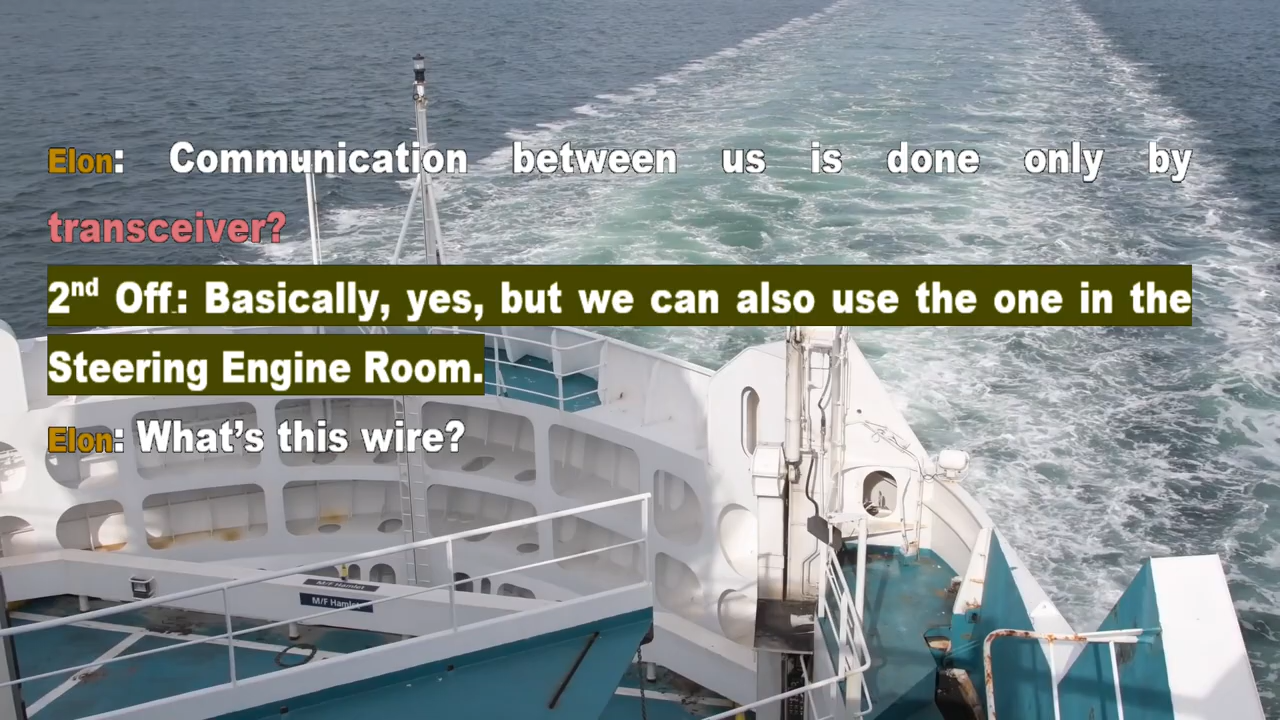 Elon: Communication between us is done only by
transceiver?
2nd Off.: Basically, yes, but we can also use the one in the
Steering Engine Room.
Elon: What's this wire?
M/F Hamlet
M/F Hamlet